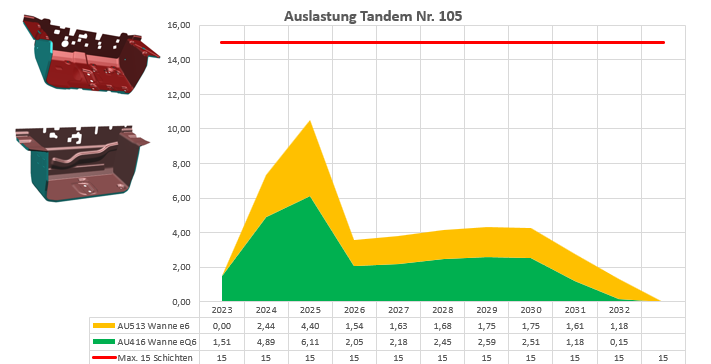 Auslastung Tandem Nr. 105
16,00
14,00
12,00
10,00
8,00
6,00
4,00
2,00
0,00
2023 2024 2025 2026 2027 2028 2029 2030 2031 2032
AU513 Wanne e6 0,00 2,44 4,40 1,54 1,63 1,68 1,75 1,75 1,61 1,18
AU416 Wanne eQ6 1,51 4,89 6,11 2,05 2,18 2,45 2,59 2,51 1,18 0,15
Max. 15 Schichten 15 15 15 15 15 15 15 15 15 15 15